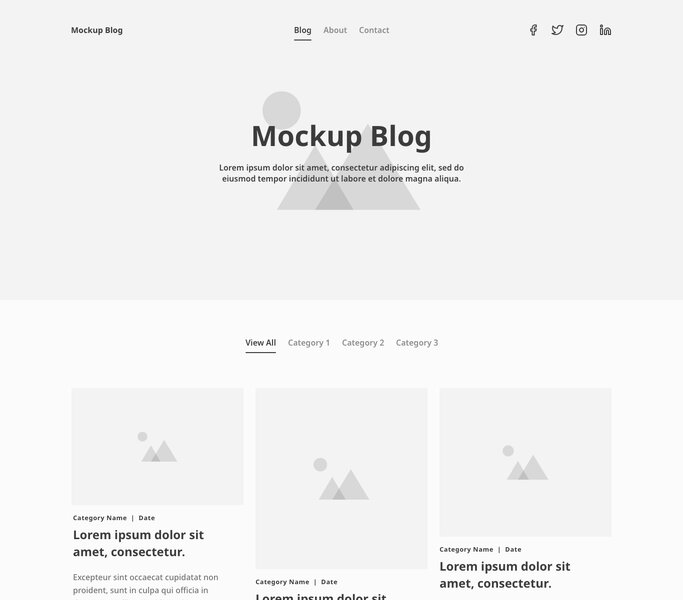 Mockup Blog
Blog About Contact
Mockup Blog
Lorem ipsum dolor sit amet, consectetur adipiscing elit, sed do
eiusmod tempor incididunt ut labore et dolore magna aliqua.
View All Category 1 Category 2 Category 3
Category Name | Date
Lorem ipsum dolor sit
amet, consectetur.
Excepteur sint occaecat cupidatat non
proident, sunt in culpa qui officia in
Category Name | Date
Lorem ipsum dolor sit
Category Name | Date
Lorem ipsum dolor sit
amet, consectetur.